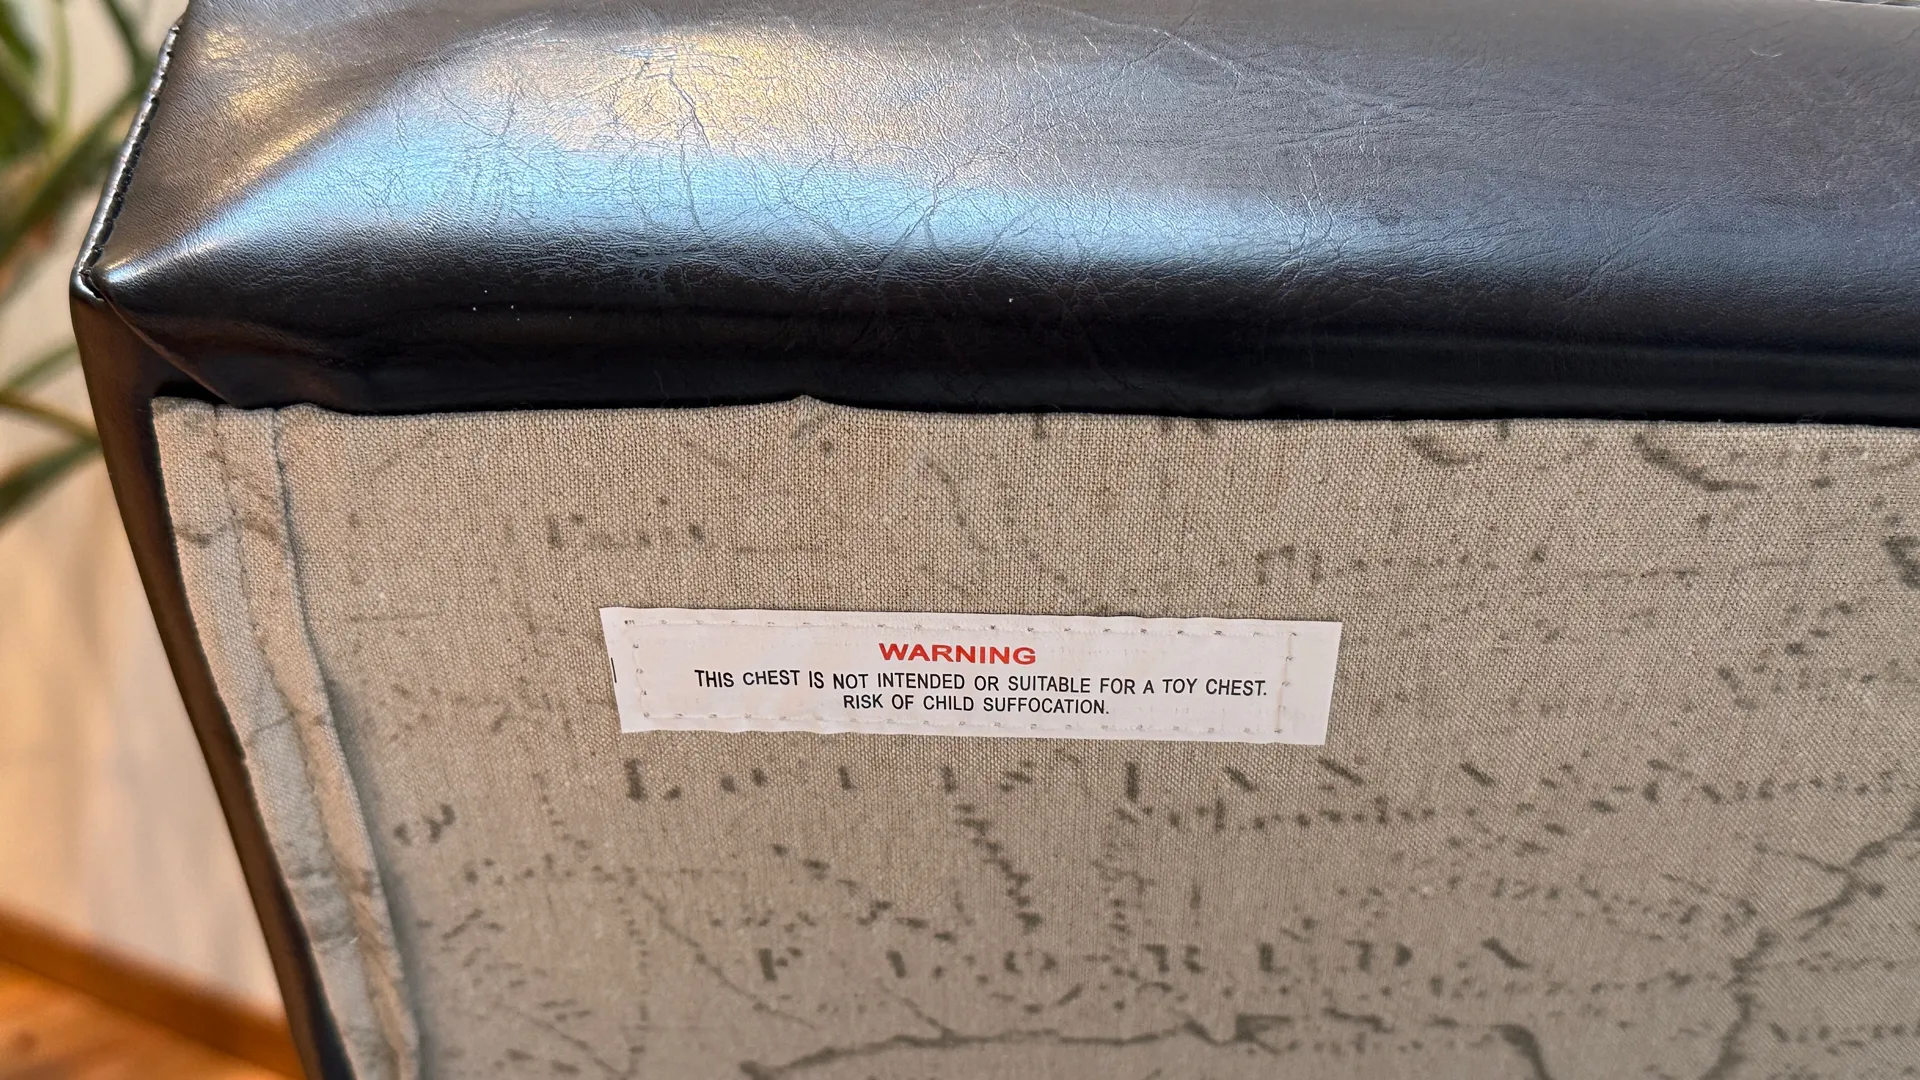 WARNING
THIS CHEST IS NOT INTENDED OR SUITABLE FOR A TOY CHEST.
RISK OF CHILD SUFFOCATION.